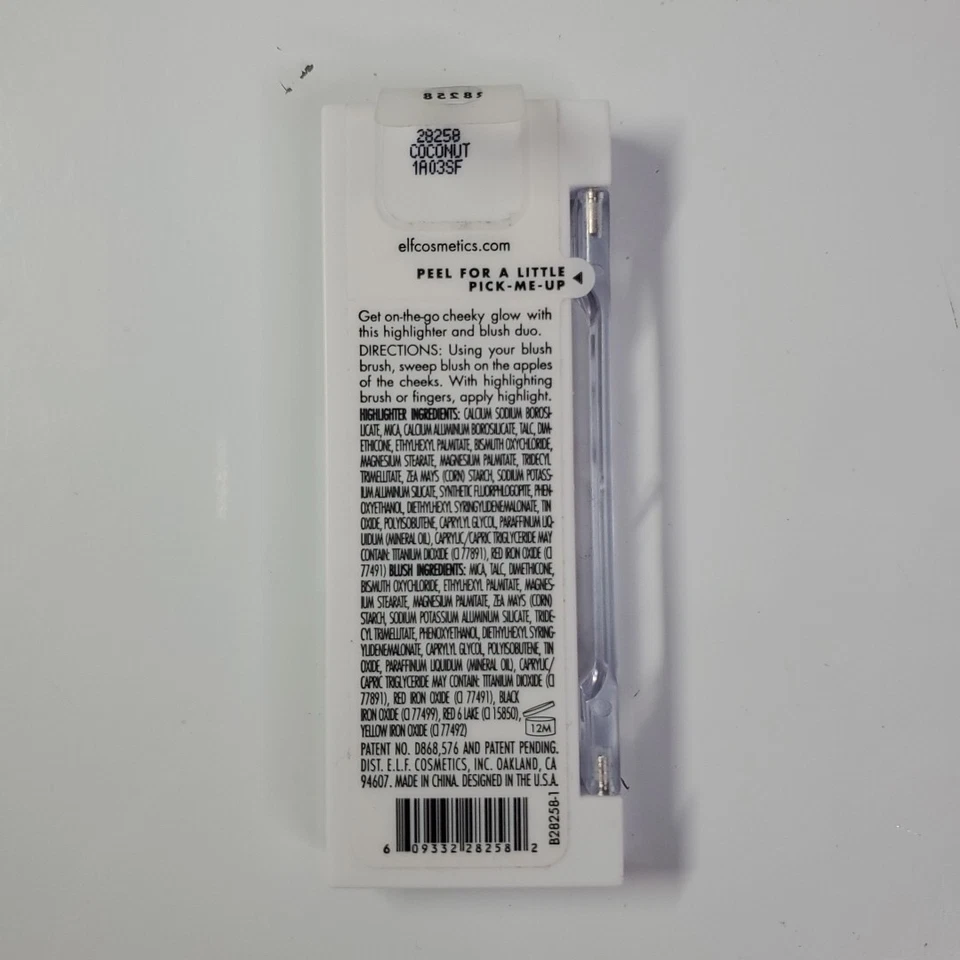 28258
28258
COCONUT
1A03SF
elfcosmetics.com
PEEL FOR A LITTLE
PICK-ME-UP
Get on-the-go cheeky glow with
this highlighter and blush duo.
DIRECTIONS: Using your blush
brush, sweep blush on the apples
of the cheeks. With highlighting
brush or fingers, apply highlight.
HIGHLIGHTER INGREDIENTS: CALCIUM SODIUM BOROSI-
LICATE, MICA, CALCIUM ALUMINUM BOROSILICATE, TALC, DIM-
ETHICONE, ETHYLHEXYL PALMITATE, BISMUTH OXYCHLORIDE,
MAGNESIUM STEARATE, MAGNESIUM PALMITATE, TRIDECYL
TRIMELLITATE, ZEA MAYS (CORN) STARCH, SODIUM POTASS-
IUM ALUMINUM SILICATE, SYNTHETIC FLUORPHLOGOPITE, PHEN-
OXYETHANOL, DIETHYLHEXYL SYRINGYLIDENEMALONATE, TIN
OXIDE, POLYISOBUTENE, CAPRYLYL GLYCOL, PARAFFINUM LIQ-
UIDUM (MINERAL OIL), CAPRYLIC/CAPRIC TRIGLYCERIDE MAY
CONTAIN: TITANIUM DIOXIDE (CI 77891), RED IRON OXIDE (CI
77491) BLUSH INGREDIENTS: MICA, TALC, DIMETHICONE,
BISMUTH OXYCHLORIDE, ETHYLHEXYL PALMITATE, MAGNES-
IUM STEARATE, MAGNESIUM PALMITATE, ZEA MAYS (CORN)
STARCH, SODIUM POTASSIUM ALUMINUM SILICATE, TRIDE-
CYL TRIMELLITATE, PHENOXYETHANOL, DIETHYLHEXYL SYRING-
YLIDENEMALONATE, CAPRYLYL GLYCOL, POLYISOBUTENE, TIN
OXIDE, PARAFFINUM LIQUIDUM (MINERAL OIL), CAPRYLIC/
CAPRIC TRIGLYCERIDE MAY CONTAIN: TITANIUM DIOXIDE (CI
77891), RED IRON OXIDE (CI 77491), BLACK
IRON OXIDE (CI 77499), RED 6 LAKE (CI 15850),
YELLOW IRON OXIDE (CI 77492)
12M
PATENT NO. D868,576 AND PATENT PENDING.
DIST. E.L.F. COSMETICS, INC. OAKLAND, CA
94607. MADE IN CHINA. DESIGNED IN THE U.S.A.
B28258-1
6 09332 28258 2